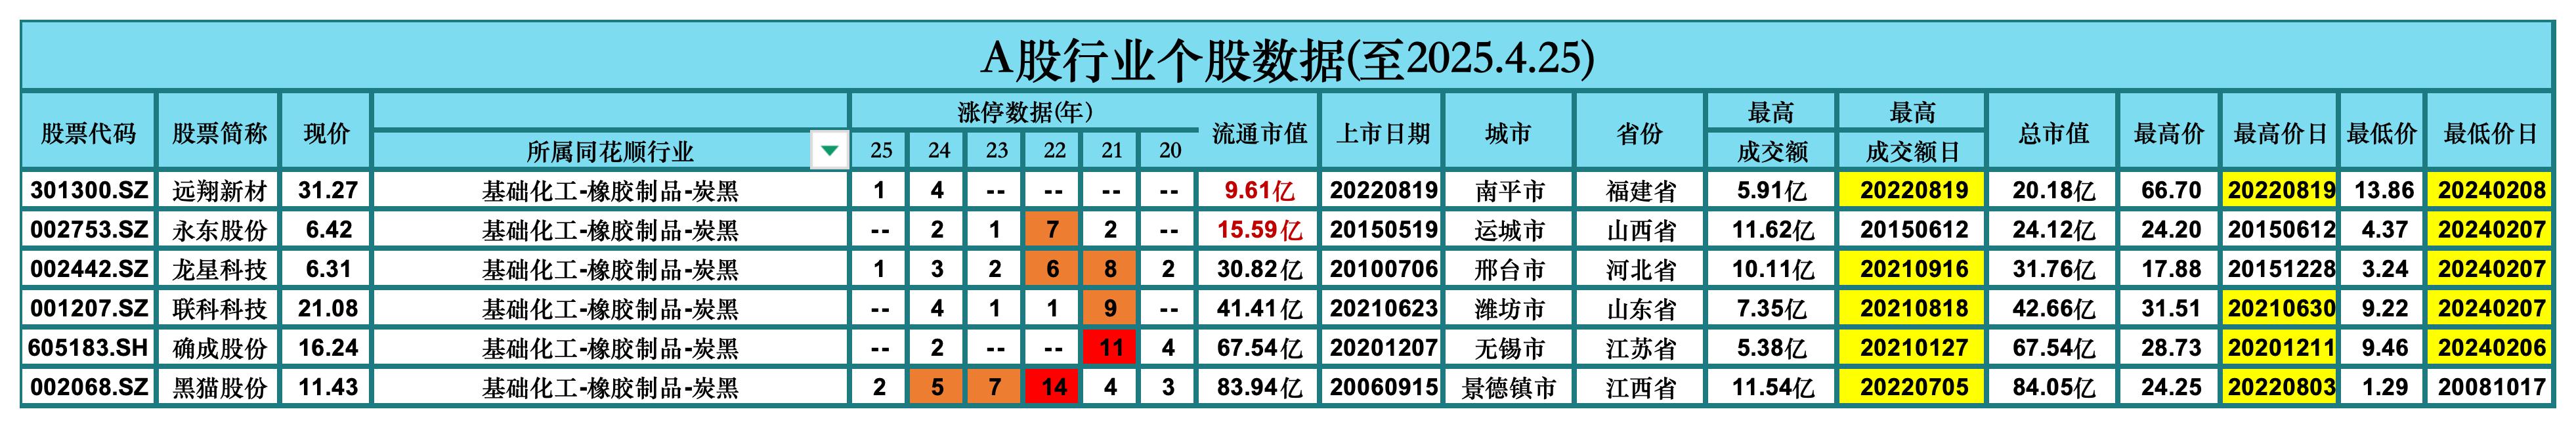 A股行业个股数据(至2025.4.25)
股票代码 股票简称 现价 所属同花顺行业 涨停数据(年) 流通市值 上市日期 城市 省份 最高 最高 总市值 最高价 最高价日 最低价 最低价日
25 24 23 22 21 20 成交额 成交额日
301300.SZ 远翔新材 31.27 基础化工-橡胶制品-炭黑 1 4 -- -- -- -- 9.61亿 20220819 南平市 福建省 5.91亿 20220819 20.18亿 66.70 20220819 13.86 20240208
002753.SZ 永东股份 6.42 基础化工-橡胶制品-炭黑 -- 2 1 7 2 -- 15.59亿 20150519 运城市 山西省 11.62亿 20150612 24.12亿 24.20 20150612 4.37 20240207
002442.SZ 龙星科技 6.31 基础化工-橡胶制品-炭黑 1 3 2 6 8 2 30.82亿 20100706 邢台市 河北省 10.11亿 20210916 31.76亿 17.88 20151228 3.24 20240207
001207.SZ 联科科技 21.08 基础化工-橡胶制品-炭黑 -- 4 1 1 9 -- 41.41亿 20210623 潍坊市 山东省 7.35亿 20210818 42.66亿 31.51 20210630 9.22 20240207
605183.SH 确成股份 16.24 基础化工-橡胶制品-炭黑 -- 2 -- -- 11 4 67.54亿 20201207 无锡市 江苏省 5.38亿 20210127 67.54亿 28.73 20201211 9.46 20240206
002068.SZ 黑猫股份 11.43 基础化工-橡胶制品-炭黑 2 5 7 14 4 3 83.94亿 20060915 景德镇市 江西省 11.54亿 20220705 84.05亿 24.25 20220803 1.29 20081017